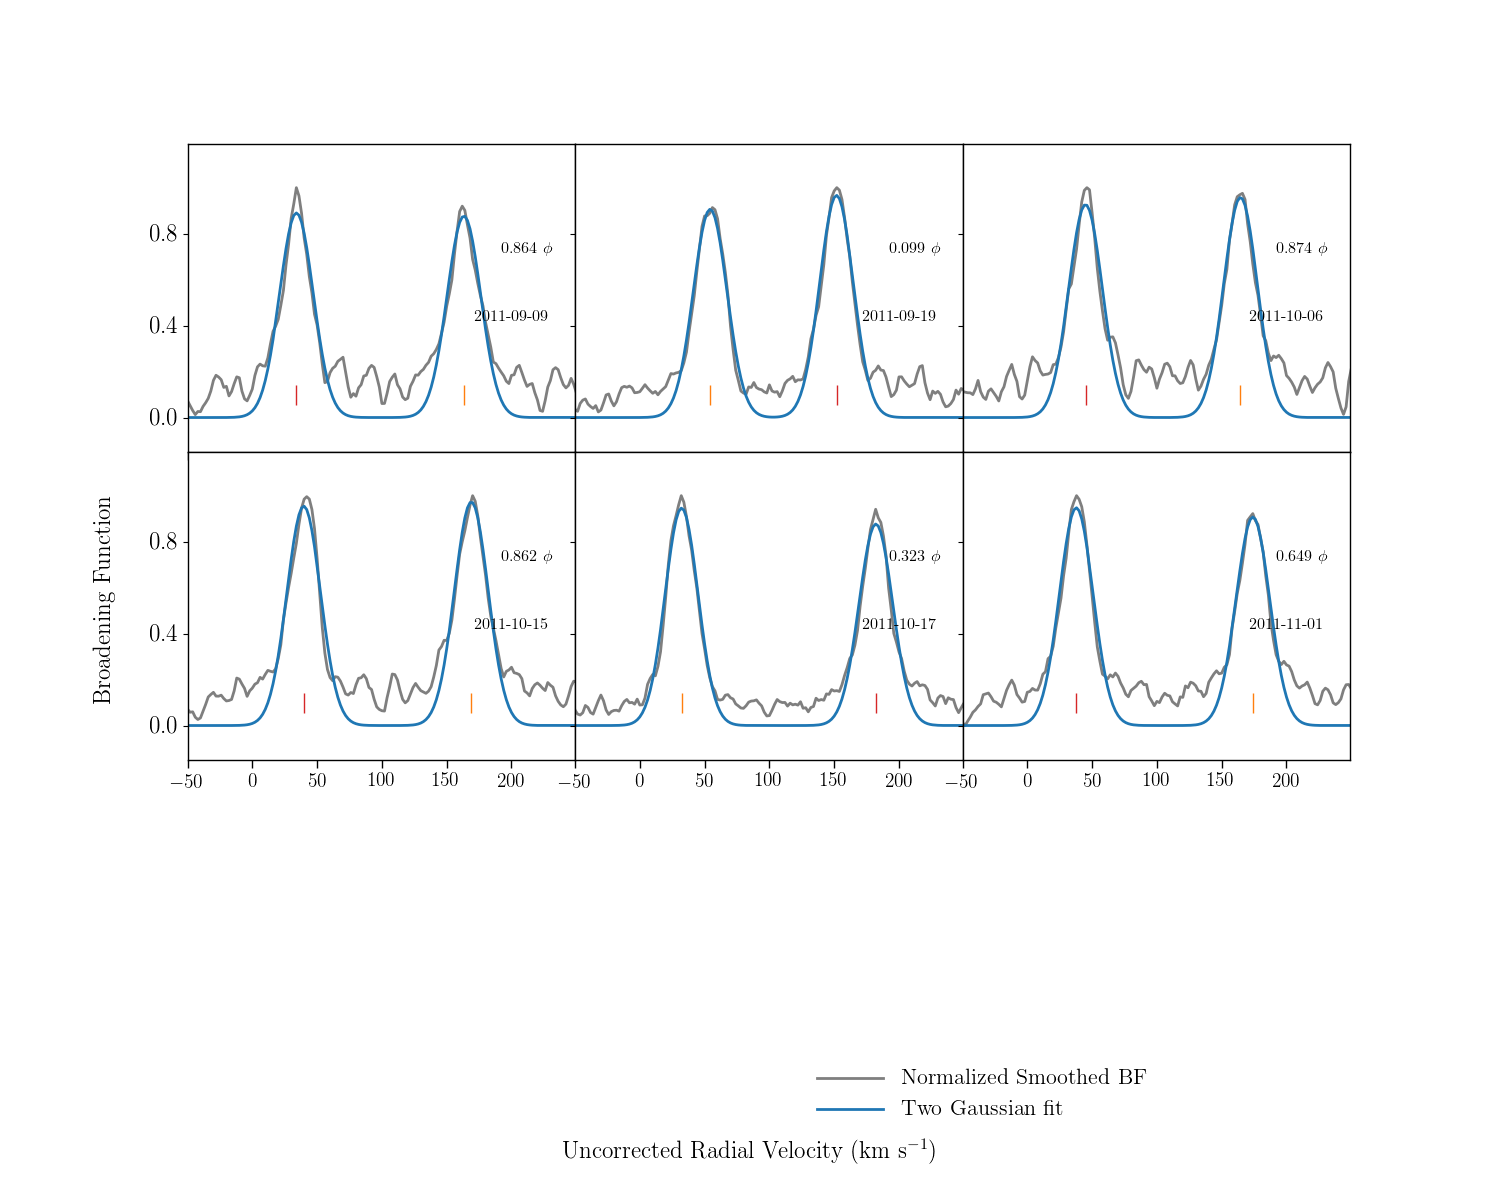 0.8
0.4
0.0
0.864 ϕ
2011-09-09
0.099 ϕ
2011-09-19
0.874 ϕ
2011-10-06
Broadening Function
0.8
0.4
0.0
0.862 ϕ
2011-10-15
0.323 ϕ
2011-10-17
0.649 ϕ
2011-11-01
−50 0 50 100 150 200 −50 0 50 100 150 200 −50 0 50 100 150 200
Normalized Smoothed BF
Two Gaussian fit
Uncorrected Radial Velocity (km s⁻¹)